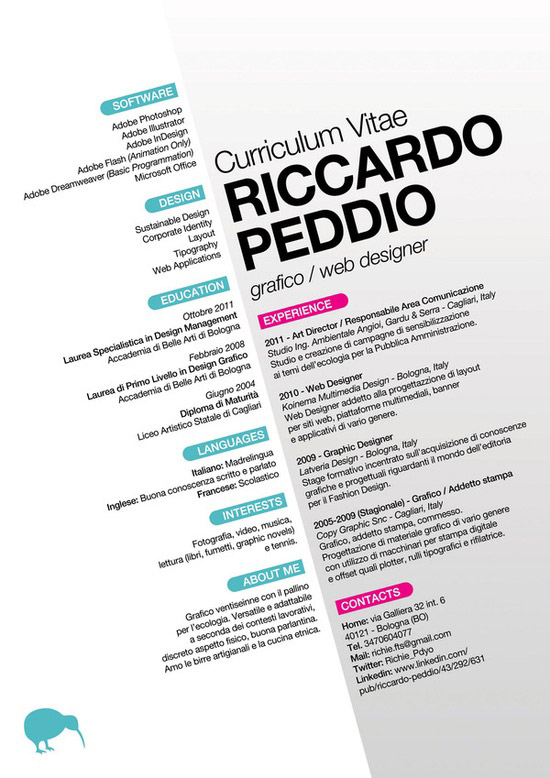 SOFTWARE
Adobe Photoshop
Adobe Illustrator
Adobe InDesign
Adobe Flash (Animation Only)
Adobe Dreamweaver (Basic Programmation)
Microsoft Office
DESIGN
Sustainable Design
Corporate Identity
Layout
Typography
Web Applications
EDUCATION
Ottobre 2011
Laurea Specialistica in Design Management
Accademia di Belle Arti di Bologna
Febbraio 2008
Laurea di Primo Livello in Design Grafico
Accademia di Belle Arti di Bologna
Giugno 2004
Diploma di Maturità
Liceo Artistico Statale di Cagliari
LANGUAGES
Italiano: Madrelingua
Inglese: Buona conoscenza scritto e parlato
Francese: Scolastico
INTERESTS
Fotografia, video, musica,
lettura (libri, fumetti, graphic novels)
e tennis.
ABOUT ME
Grafico ventiseienne con il pallino
per l'ecologia. Versatile e adattabile
a seconda dei contesti lavorativi,
discreto aspetto fisico, buona parlantina.
Amo le birre artigianali e la cucina etnica.
Curriculum Vitae
RICCARDO
PEDDIO
grafico / web designer
EXPERIENCE
2011 - Art Director / Responsabile Area Comunicazione
Studio Ing. Ambientale Angioi, Gardu & Serra - Cagliari, Italy
Studio e creazione di campagne di sensibilizzazione
ai temi dell'ecologia per la Pubblica Amministrazione.
2010 - Web Designer
Koinema Multimedia Design - Bologna, Italy
Web Designer addetto alla progettazione di layout
per siti web, piattaforme multimediali, banner
e applicativi di vario genere.
2009 - Graphic Designer
Latveria Design - Bologna, Italy
Stage formativo incentrato sull'acquisizione di conoscenze
grafiche e progettuali riguardanti il mondo dell'editoria
per il Fashion Design.
2005-2009 (Stagionale) - Grafico / Addetto stampa
Copy Graphic Snc - Cagliari, Italy
Grafico, addetto stampa, commesso.
Progettazione di materiale grafico di vario genere
con utilizzo di macchinari per stampa digitale
e offset quali plotter, rulli tipografici e rifilatrice.
CONTACTS
Home: via Galliera 32 int. 6
40121 - Bologna (BO)
Tel. 3470604077
Mail: richie.fts@gmail.com
Twitter: Richie_Pdyo
Linkedin: www.linkedin.com/
pub/riccardo-peddio/43/292/631